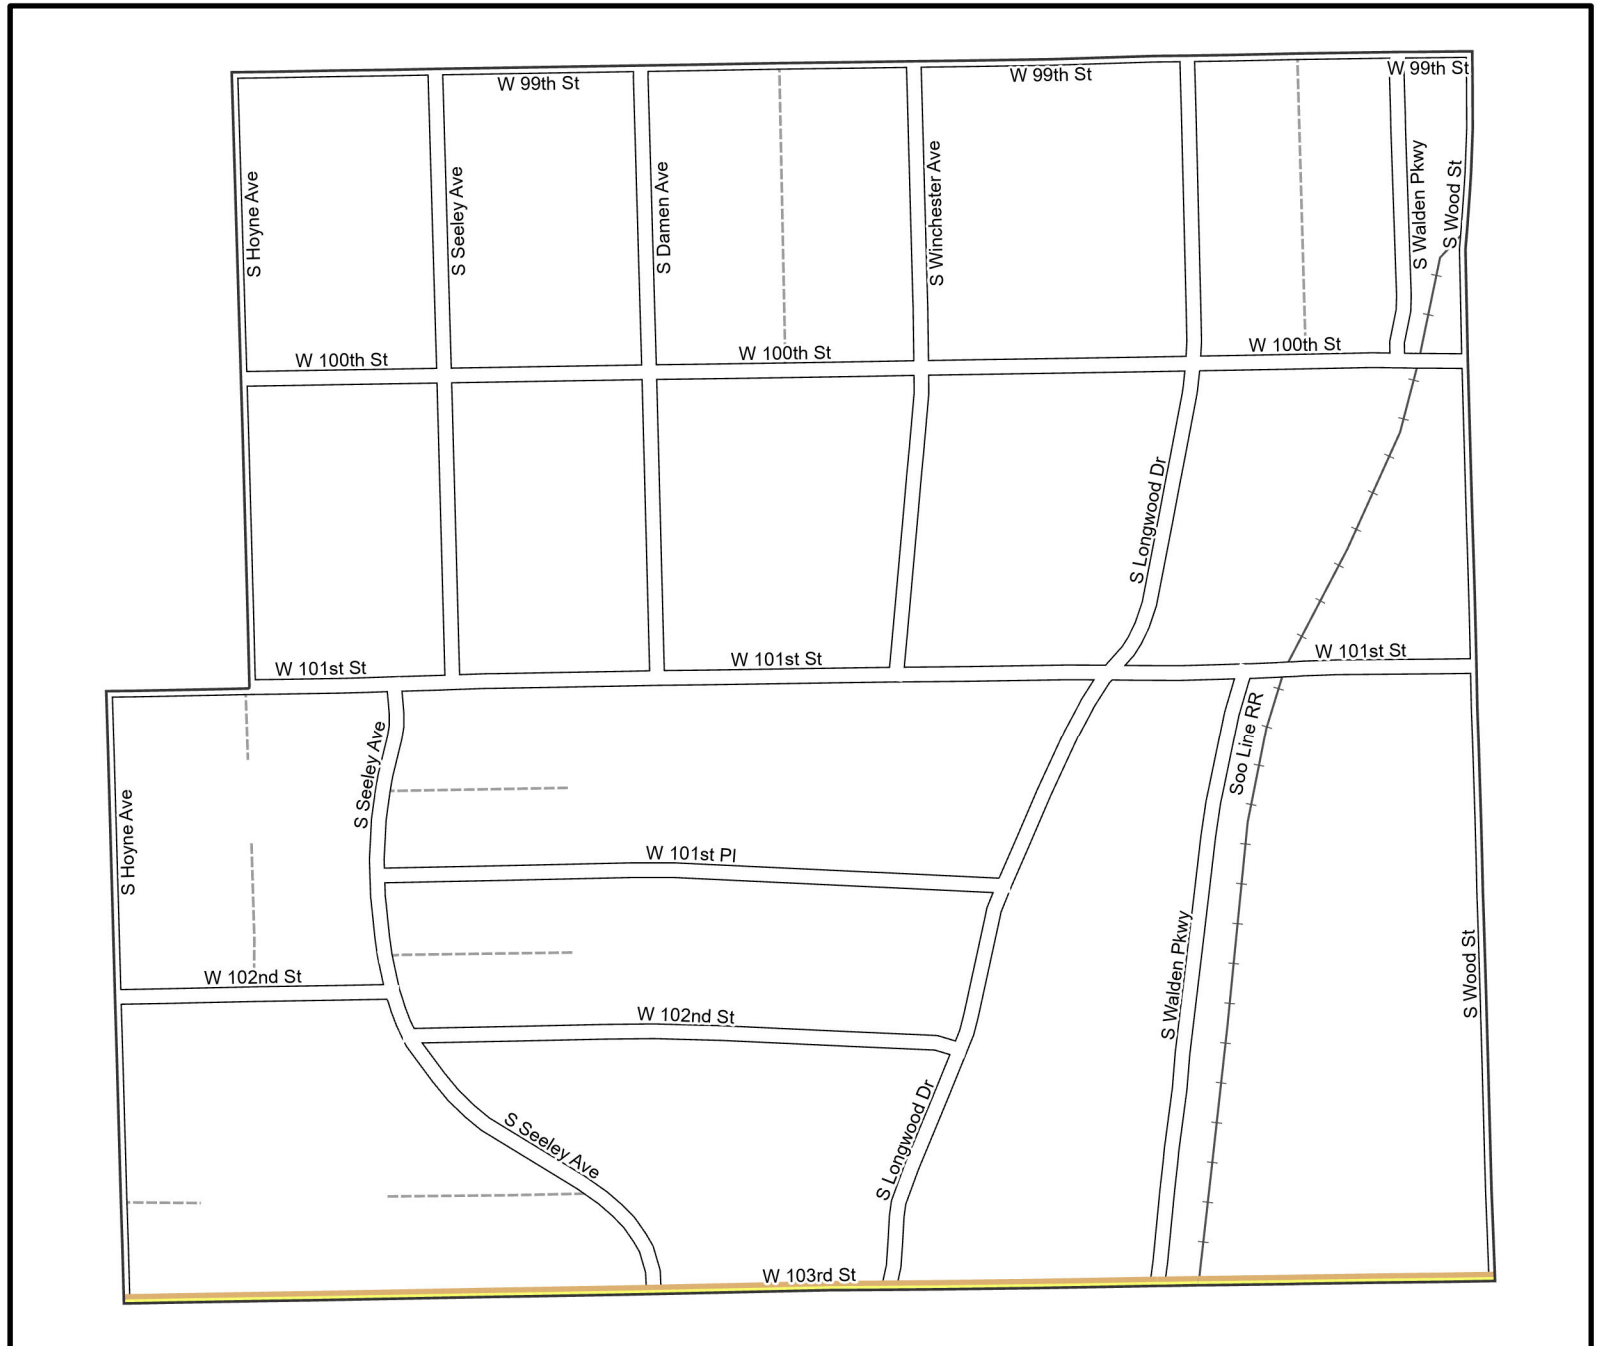 W 99th St
W 99th St
W 99th St
S Hoyne Ave
S Seeley Ave
S Damen Ave
S Winchester Ave
S Walden Pkwy
S Wood St
W 100th St
W 100th St
W 100th St
S Longwood Dr
W 101st St
W 101st St
W 101st St
S Seeley Ave
Soo Line RR
S Hoyne Ave
W 101st Pl
S Walden Pkwy
S Wood St
W 102nd St
W 102nd St
S Seeley Ave
S Longwood Dr
W 103rd St